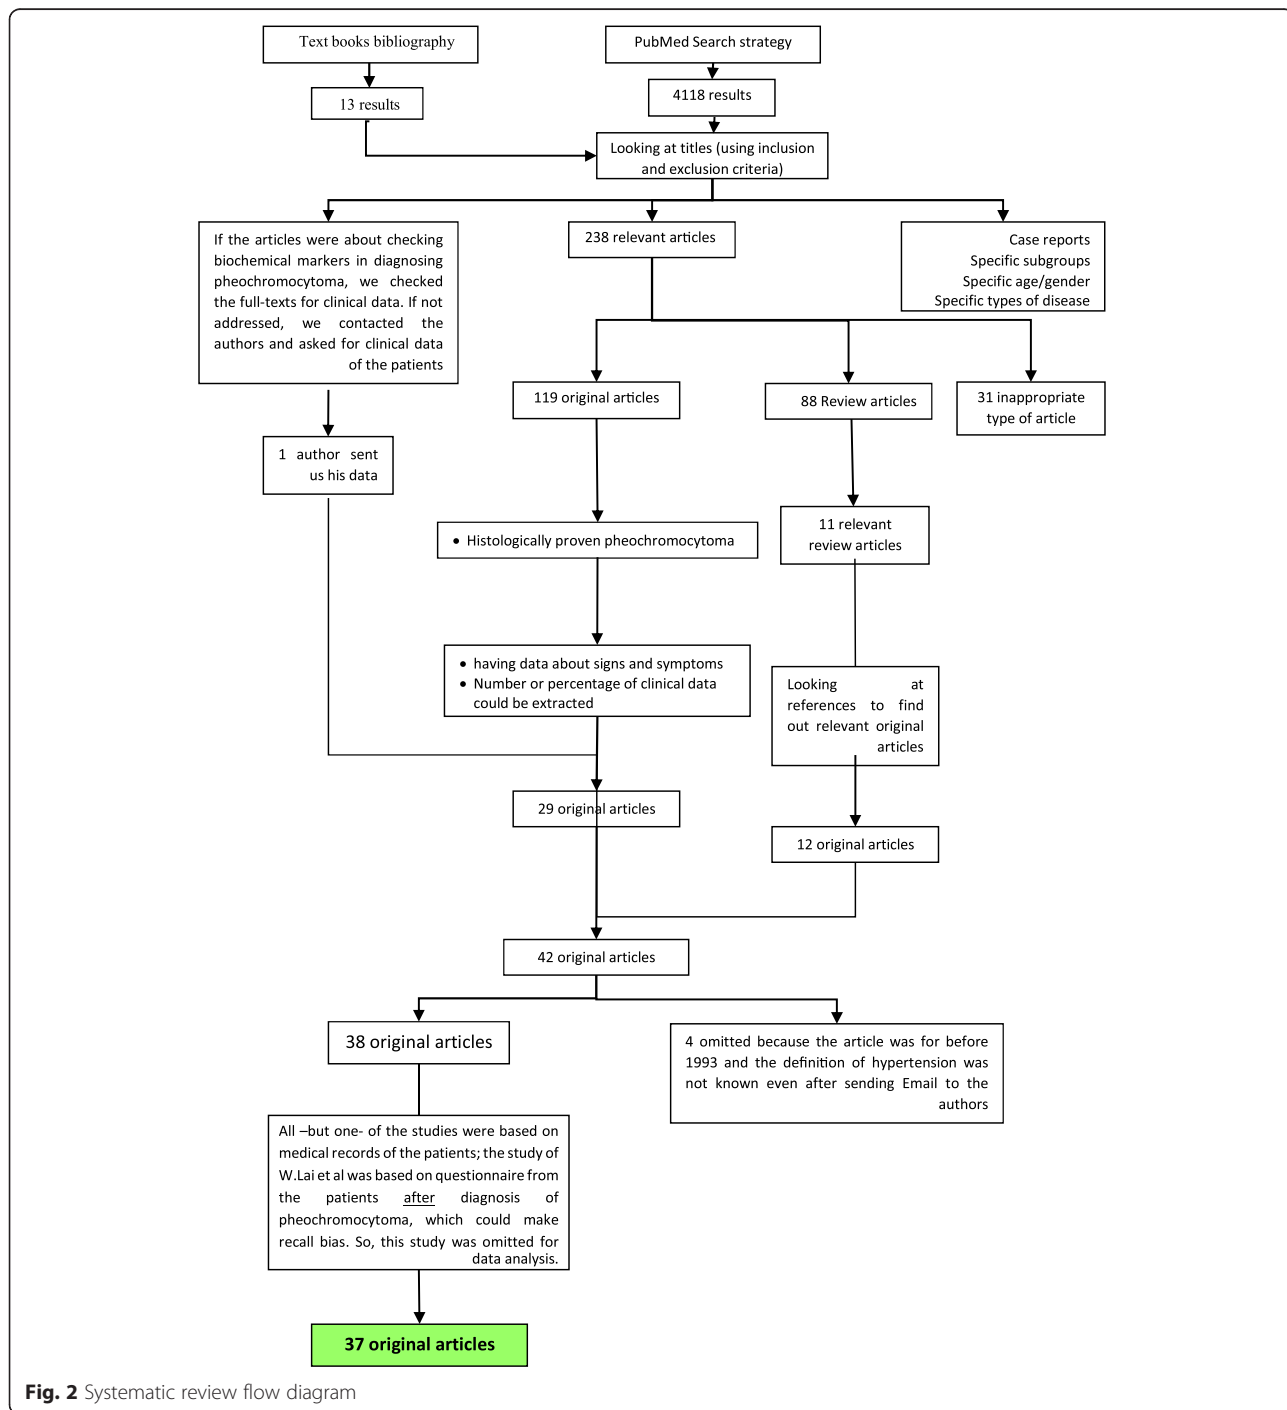 Text books bibliography
PubMed Search strategy
13 results
4118 results
Looking at titles (using inclusion
and exclusion criteria)
If the articles were about checking
biochemical markers in diagnosing
pheochromocytoma, we checked
the full-texts for clinical data. If not
addressed, we contacted the
authors and asked for clinical data
of the patients
238 relevant articles
Case reports
Specific subgroups
Specific age/gender
Specific types of disease
119 original articles
88 Review articles
31 inappropriate
type of article
1 author sent
us his data
• Histologically proven pheochromocytoma
11 relevant
review articles
• having data about signs and symptoms
• Number or percentage of clinical data
could be extracted
Looking at
references to find
out relevant original
articles
29 original articles
12 original articles
42 original articles
38 original articles
4 omitted because the article was for before
1993 and the definition of hypertension was
not known even after sending Email to the
authors
All –but one- of the studies were based on
medical records of the patients; the study of
W.Lai et al was based on questionnaire from
the patients after diagnosis of
pheochromocytoma, which could make
recall bias. So, this study was omitted for
data analysis.
37 original articles
Fig. 2 Systematic review flow diagram